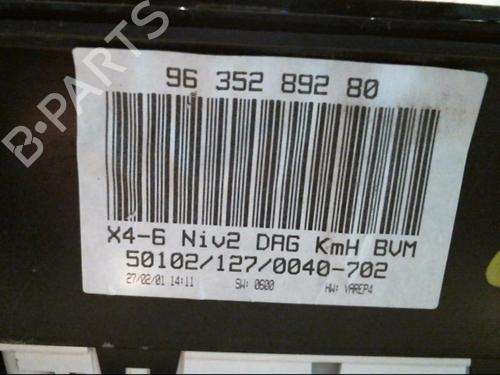 B-PARTS
96 352 892 80
X4-6 Niv2 DAG KmH BVM
50102/127/0040-702
27/02/01 14:11 SW: 0600 HW: VAREP4